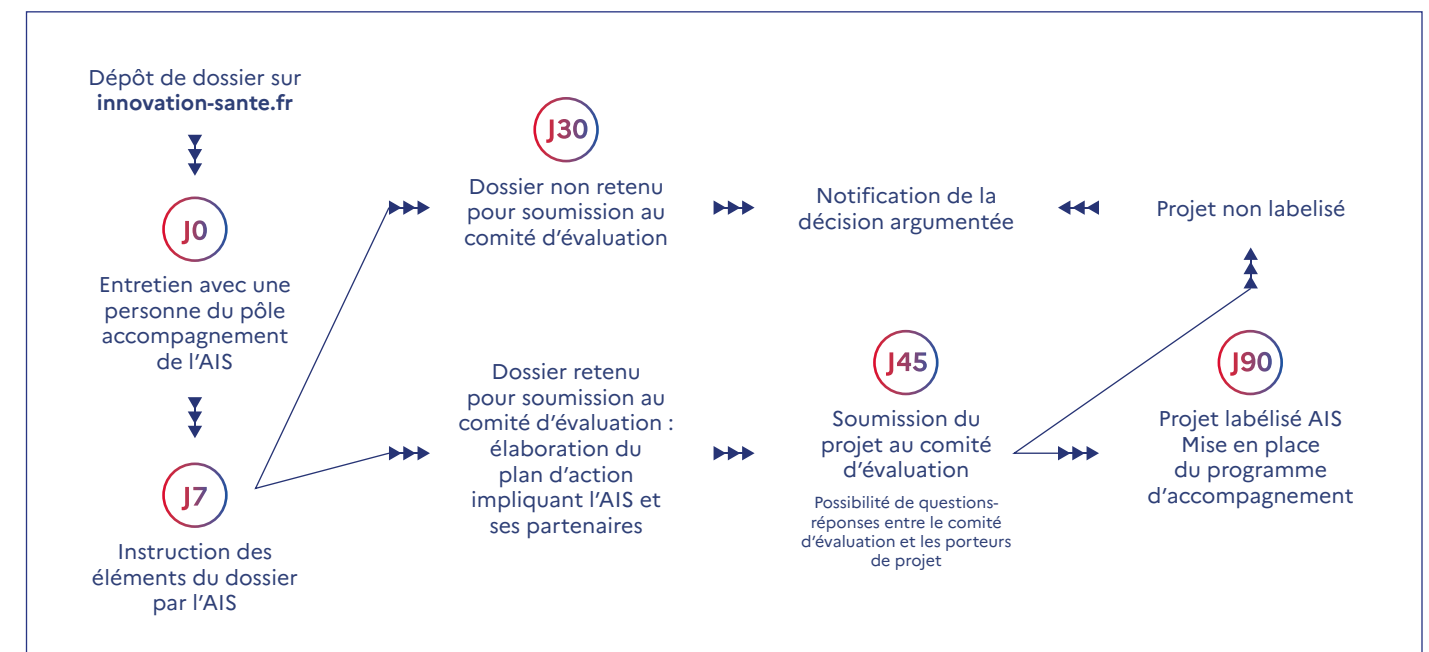 Dépôt de dossier sur
innovation-sante.fr
J0
Entretien avec une
personne du pôle
accompagnement
de l'AIS
J7
Instruction des
éléments du dossier
par l'AIS
J30
Dossier non retenu
pour soumission au
comité d'évaluation
Notification de la
décision argumentée
Projet non labelisé
Dossier retenu
pour soumission au
comité d'évaluation :
élaboration du
plan d'action
impliquant l'AIS et
ses partenaires
J45
Soumission du
projet au comité
d'évaluation
Possibilité de questions-
réponses entre le comité
d'évaluation et les porteurs
de projet
J90
Projet labélisé AIS
Mise en place
du programme
d'accompagnement